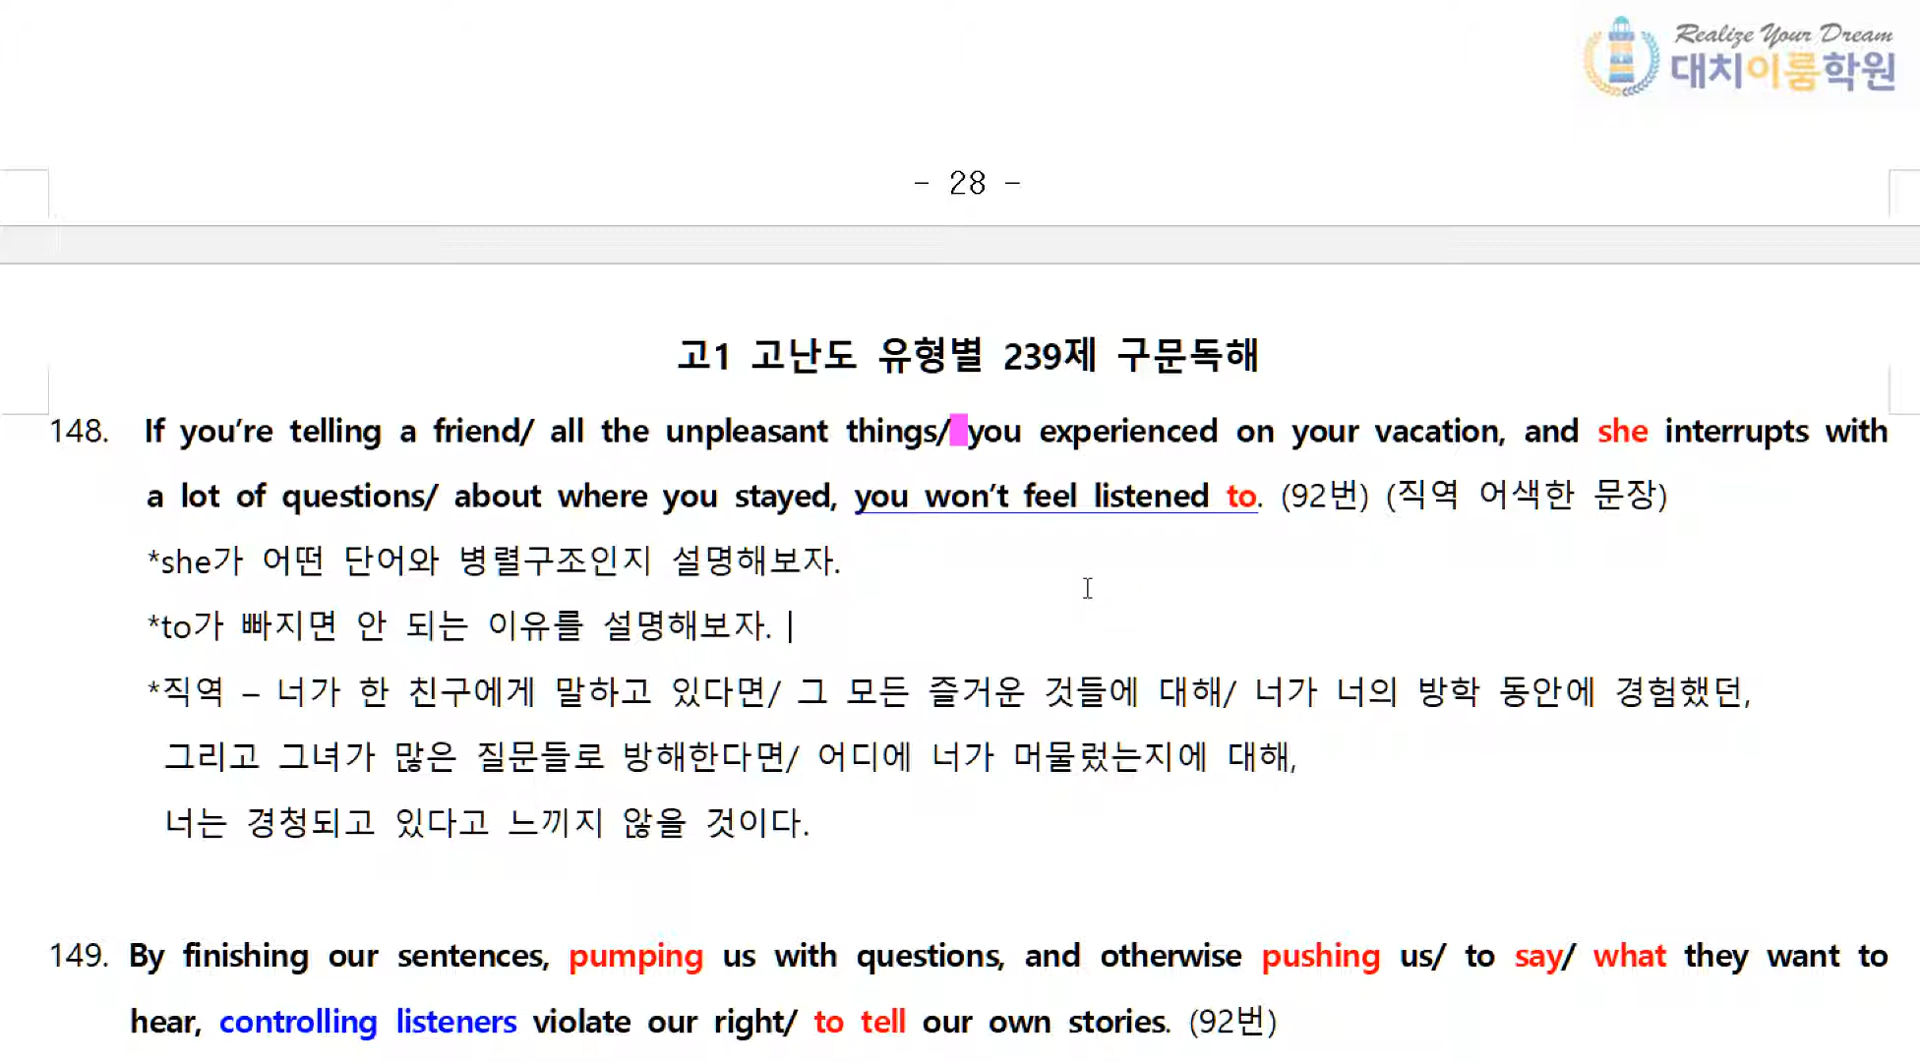 Realize Your Dream
대치이룸학원
- 28 -
고1 고난도 유형별 239제 구문독해
148. If you’re telling a friend/ all the unpleasant things/ you experienced on your vacation, and she interrupts with
a lot of questions/ about where you stayed, you won’t feel listened to. (92번) (직역 어색한 문장)
*she가 어떤 단어와 병렬구조인지 설명해보자.
*to가 빠지면 안 되는 이유를 설명해보자.
*직역 – 너가 한 친구에게 말하고 있다면/ 그 모든 즐거운 것들에 대해/ 너가 너의 방학 동안에 경험했던,
그리고 그녀가 많은 질문들로 방해한다면/ 어디에 너가 머물렀는지에 대해,
너는 경청되고 있다고 느끼지 않을 것이다.
149. By finishing our sentences, pumping us with questions, and otherwise pushing us/ to say/ what they want to
hear, controlling listeners violate our right/ to tell our own stories. (92번)